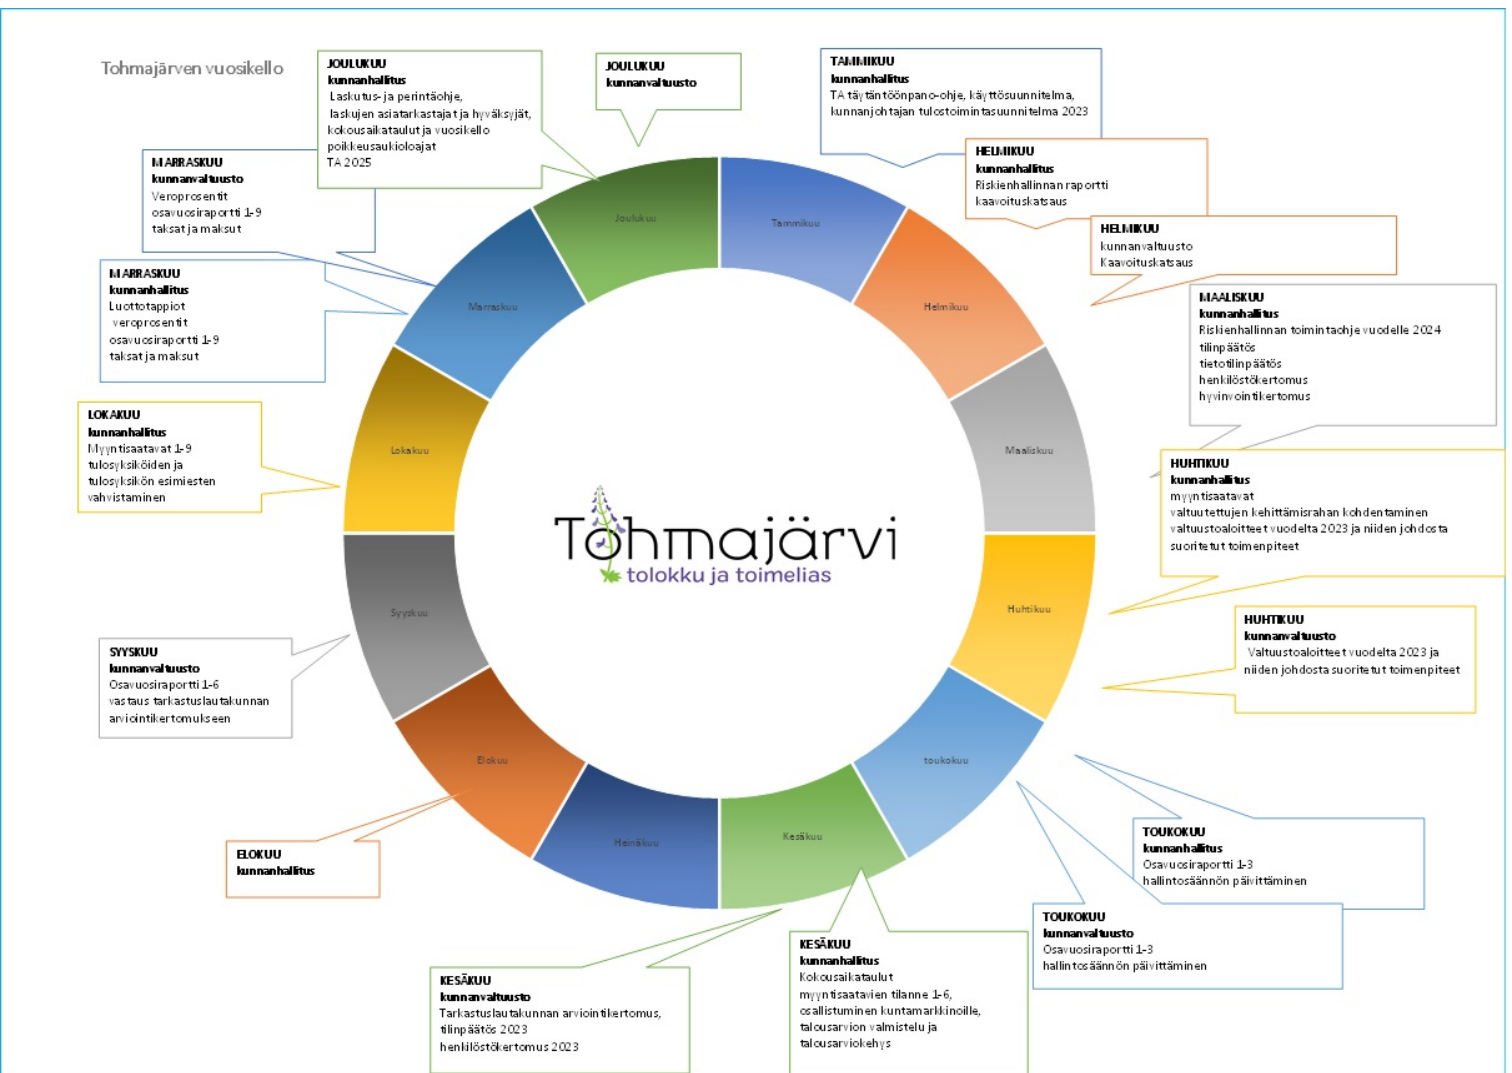 Tohmajärven vuosikello
JOULUKUU
kunnanhallitus
Laskutus- ja perintäohje,
laskujen asiatarkastajat ja hyväksyjät,
kokousaikataulut ja vuosikello
poikkeusaukioloajat
TA 2025
JOULUKUU
kunnanvaltuusto
TAMMIKUU
kunnanhallitus
TA täytäntöönpano-ohje, käyttösuunnitelma,
kunnanjohtajan tulostoimintasuunnitelma 2023
HELMIKUU
kunnanhallitus
Riskienhallinnan raportti
kaavoituskatsaus
HELMIKUU
kunnanvaltuusto
Kaavoituskatsaus
MAALISKUU
kunnanhallitus
Riskienhallinnan toimintaohje vuodelle 2024
tilinpäätös
tietotilinpäätös
henkilöstökertomus
hyvinvointikertomus
HUHTIKUU
kunnanhallitus
myyntisaatavat
valtuutettujen kehittämisrahan kohdentaminen
valtuustoaloitteet vuodelta 2023 ja niiden johdosta
suoritetut toimenpiteet
HUHTIKUU
kunnanvaltuusto
Valtuustoaloitteet vuodelta 2023 ja
niiden johdosta suoritetut toimenpiteet
TOUKOKUU
kunnanhallitus
Osavuosiraportti 1-3
hallintosäännön päivittäminen
TOUKOKUU
kunnanvaltuusto
Osavuosiraportti 1-3
hallintosäännön päivittäminen
KESÄKUU
kunnanhallitus
Kokousaikataulut
myyntisaatavien tilanne 1-6,
osallistuminen kuntamarkkinoille,
talousarvion valmistelu ja
talousarviokehys
KESÄKUU
kunnanvaltuusto
Tarkastuslautakunnan arviointikertomus,
tilinpäätös 2023
henkilöstökertomus 2023
ELOKUU
kunnanhallitus
SYYSKUU
kunnanvaltuusto
Osavuosiraportti 1-6
vastaus tarkastuslautakunnan
arviointikertomukseen
LOKAKUU
kunnanhallitus
Myyntisaatavat 1-9
tulosyksiköiden ja
tulosyksikön esimiesten
vahvistaminen
MARRASKUU
kunnanhallitus
Luottotappiot
veroprosentit
osavuosiraportti 1-9
taksat ja maksut
MARRASKUU
kunnanvaltuusto
Veroprosentit
osavuosiraportti 1-9
taksat ja maksut
Tammikuu
Helmikuu
Maaliskuu
Huhtikuu
toukokuu
Kesäkuu
Heinäkuu
Elokuu
Syyskuu
Lokakuu
Marraskuu
Joulukuu
Tohmajärvi
tolokku ja toimelias